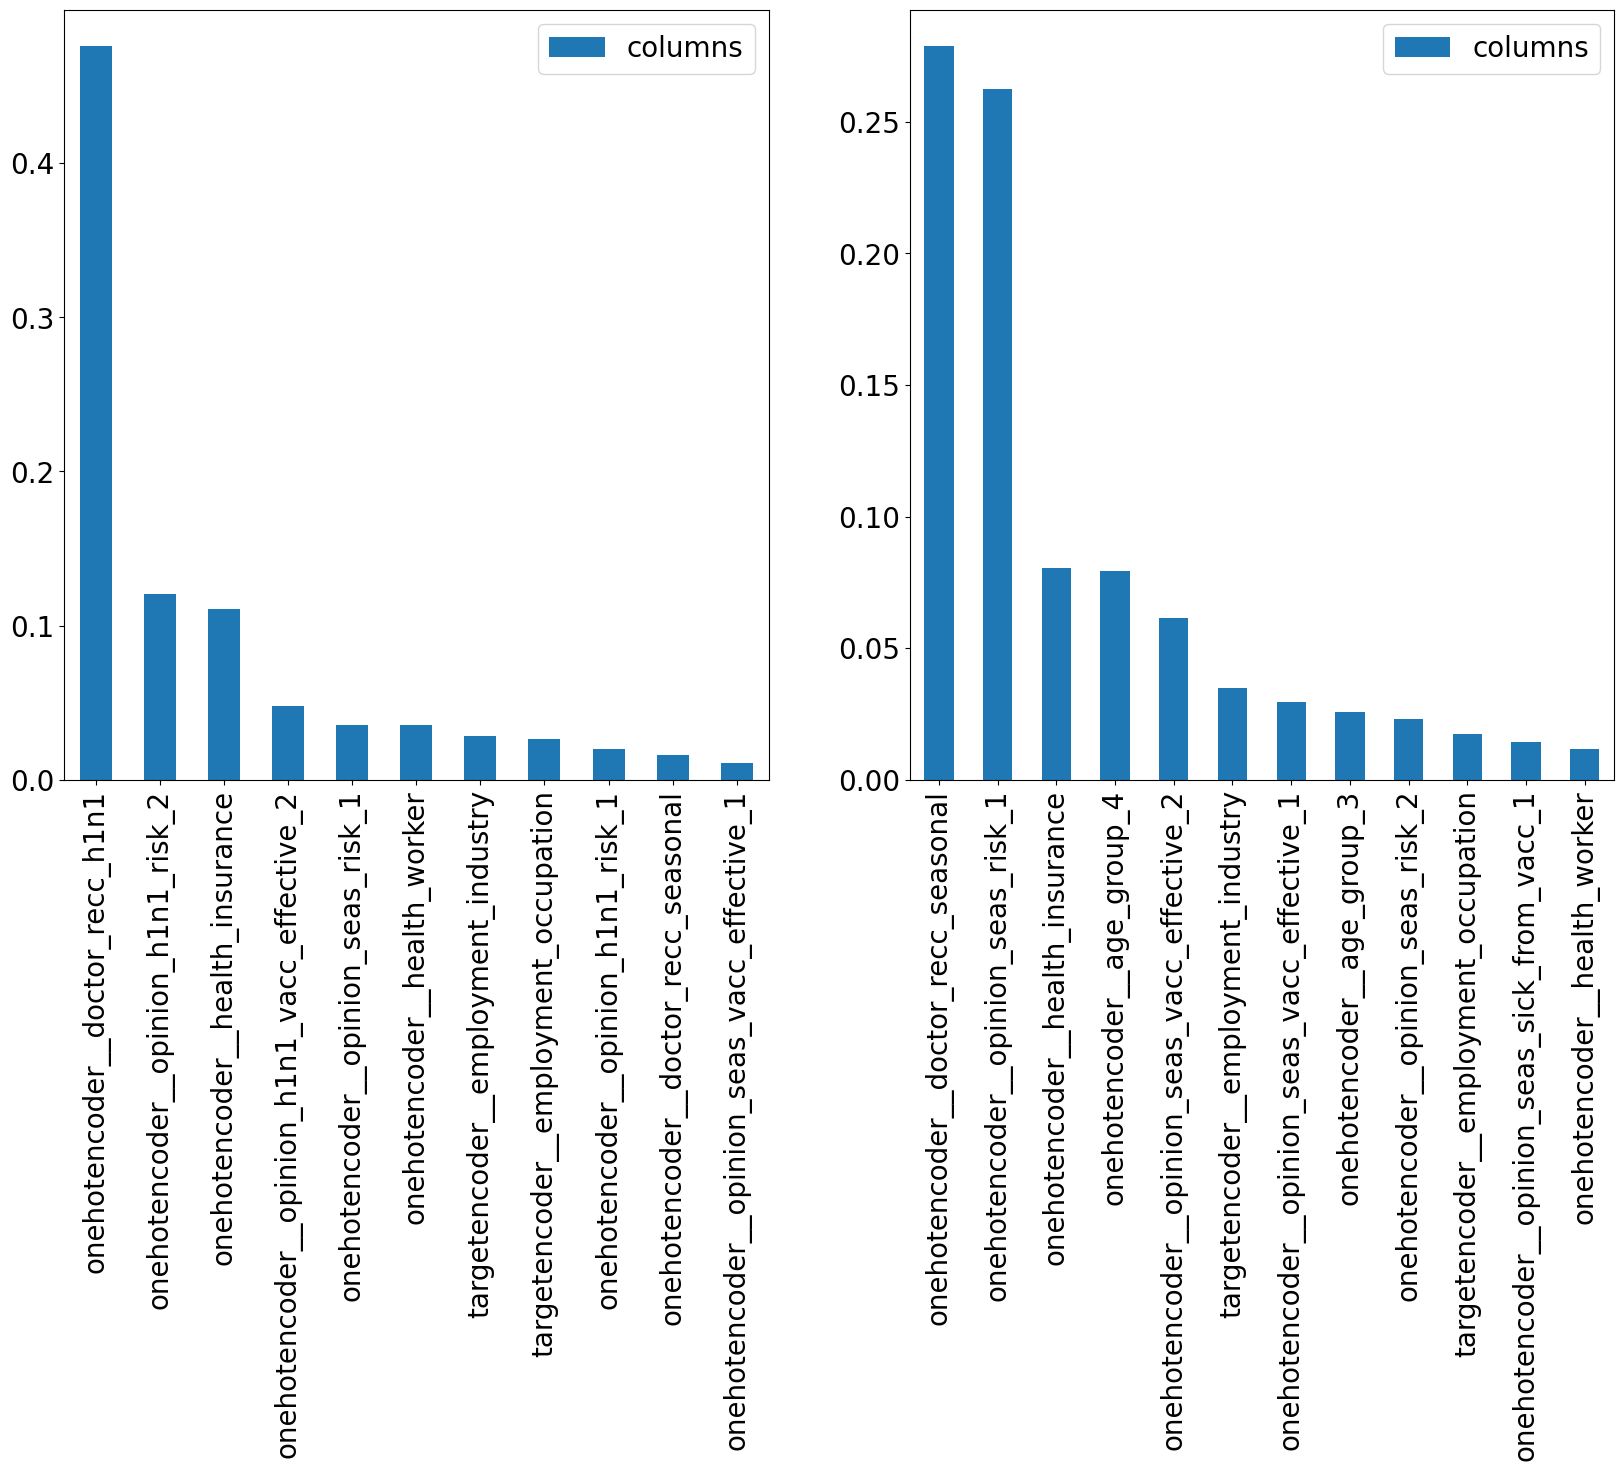 columns
0.4
0.3
0.2
0.1
0.0
onehotencoder__doctor_recc_h1n1
onehotencoder__opinion_h1n1_risk_2
onehotencoder__health_insurance
onehotencoder__opinion_h1n1_vacc_effective_2
onehotencoder__opinion_seas_risk_1
onehotencoder__health_worker
targetencoder__employment_industry
targetencoder__employment_occupation
onehotencoder__opinion_h1n1_risk_1
onehotencoder__doctor_recc_seasonal
onehotencoder__opinion_seas_vacc_effective_1
columns
0.25
0.20
0.15
0.10
0.05
0.00
onehotencoder__doctor_recc_seasonal
onehotencoder__opinion_seas_risk_1
onehotencoder__health_insurance
onehotencoder__age_group_4
onehotencoder__opinion_seas_vacc_effective_2
targetencoder__employment_industry
onehotencoder__opinion_seas_vacc_effective_1
onehotencoder__age_group_3
onehotencoder__opinion_seas_risk_2
targetencoder__employment_occupation
onehotencoder__opinion_seas_sick_from_vacc_1
onehotencoder__health_worker